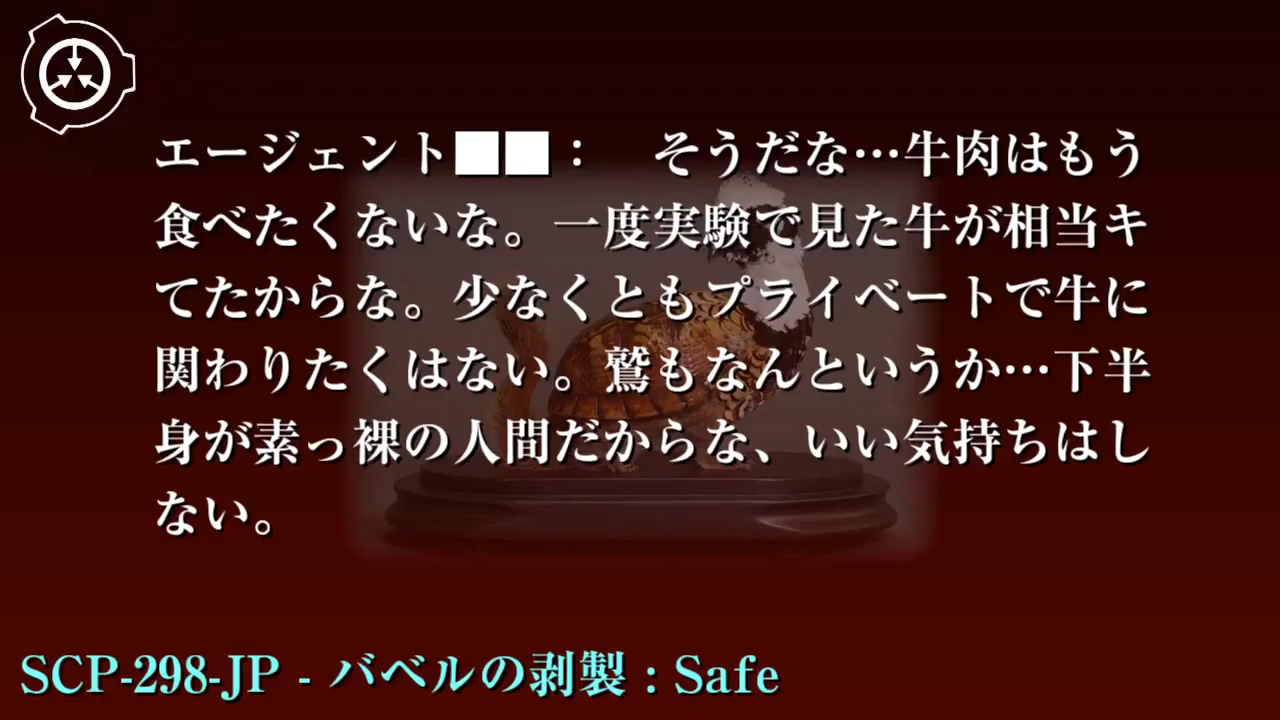 エージェント■■：　そうだな…牛肉はもう
食べたくないな。一度実験で見た牛が相当キ
てたからな。少なくともプライベートで牛に
関わりたくはない。鷲もなんというか…下半
身が素っ裸の人間だからな、いい気持ちはし
ない。
SCP-298-JP - バベルの剥製 : Safe